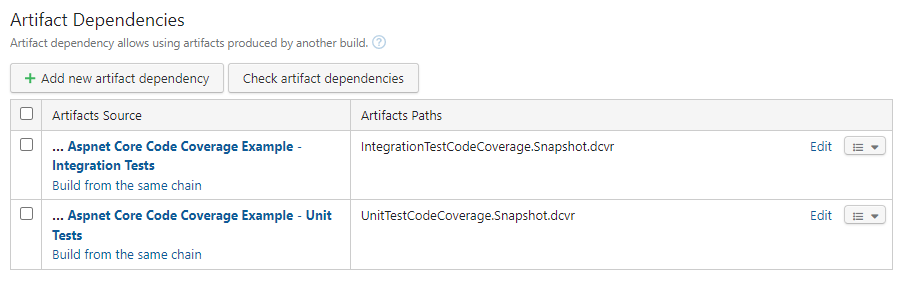 Artifact Dependencies
Artifact dependency allows using artifacts produced by another build. ?
+ Add new artifact dependency Check artifact dependencies
Artifacts Source Artifacts Paths
... Aspnet Core Code Coverage Example - IntegrationTestCodeCoverage.Snapshot.dcvr Edit
Integration Tests
Build from the same chain
... Aspnet Core Code Coverage Example - Unit UnitTestCodeCoverage.Snapshot.dcvr Edit
Tests
Build from the same chain